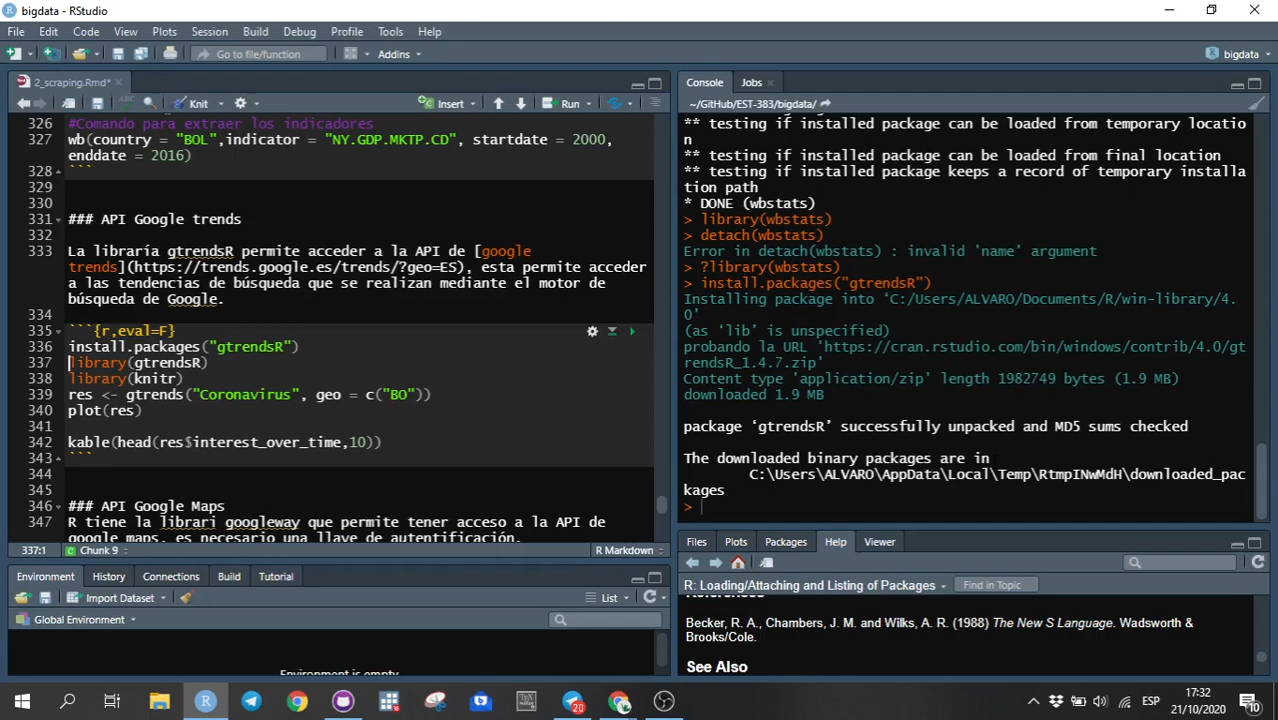 bigdata - RStudio
File Edit Code View Plots Session Build Debug Profile Tools Help
Go to file/function Addins bigdata
2_scraping.Rmd*
Knit Insert Run
326 #Comando para extraer los indicadores
327 wb(country = "BOL",indicator = "NY.GDP.MKTP.CD", startdate = 2000,
enddate = 2016)
328 ```
329
330
331 ### API Google trends
332
333 La libraría gtrendsR permite acceder a la API de [google
trends](https://trends.google.es/trends/?geo=ES), esta permite acceder
a las tendencias de búsqueda que se realizan mediante el motor de
búsqueda de Google.
334
335 ```{r,eval=F}
336 install.packages("gtrendsR")
337 library(gtrendsR)
338 library(knitr)
339 res <- gtrends("Coronavirus", geo = c("BO"))
340 plot(res)
341
342 kable(head(res$interest_over_time,10))
343 ```
344
345
346 ### API Google Maps
347 R tiene la librari googleway que permite tener acceso a la API de
google maps, es necesario una llave de autentificación.
337:1 Chunk 9 R Markdown
Environment History Connections Build Tutorial
Import Dataset List
Global Environment
Environment is empty
Console Jobs
~/GitHub/EST-383/bigdata/
** testing if installed package can be loaded from temporary locatio
n
** testing if installed package can be loaded from final location
** testing if installed package keeps a record of temporary installa
tion path
* DONE (wbstats)
> library(wbstats)
> detach(wbstats)
Error in detach(wbstats) : invalid 'name' argument
> ?library(wbstats)
> install.packages("gtrendsR")
Installing package into ‘C:/Users/ALVARO/Documents/R/win-library/4.
0’
(as ‘lib’ is unspecified)
probando la URL 'https://cran.rstudio.com/bin/windows/contrib/4.0/gt
rendsR_1.4.7.zip'
Content type 'application/zip' length 1982749 bytes (1.9 MB)
downloaded 1.9 MB
package ‘gtrendsR’ successfully unpacked and MD5 sums checked
The downloaded binary packages are in
C:\Users\ALVARO\AppData\Local\Temp\RtmpINwMdH\downloaded_pac
kages
>
Files Plots Packages Help Viewer
R: Loading/Attaching and Listing of Packages Find in Topic
References
Becker, R. A., Chambers, J. M. and Wilks, A. R. (1988) The New S Language. Wadsworth &
Brooks/Cole.
See Also
20 ESP 17:32
21/10/2020 10